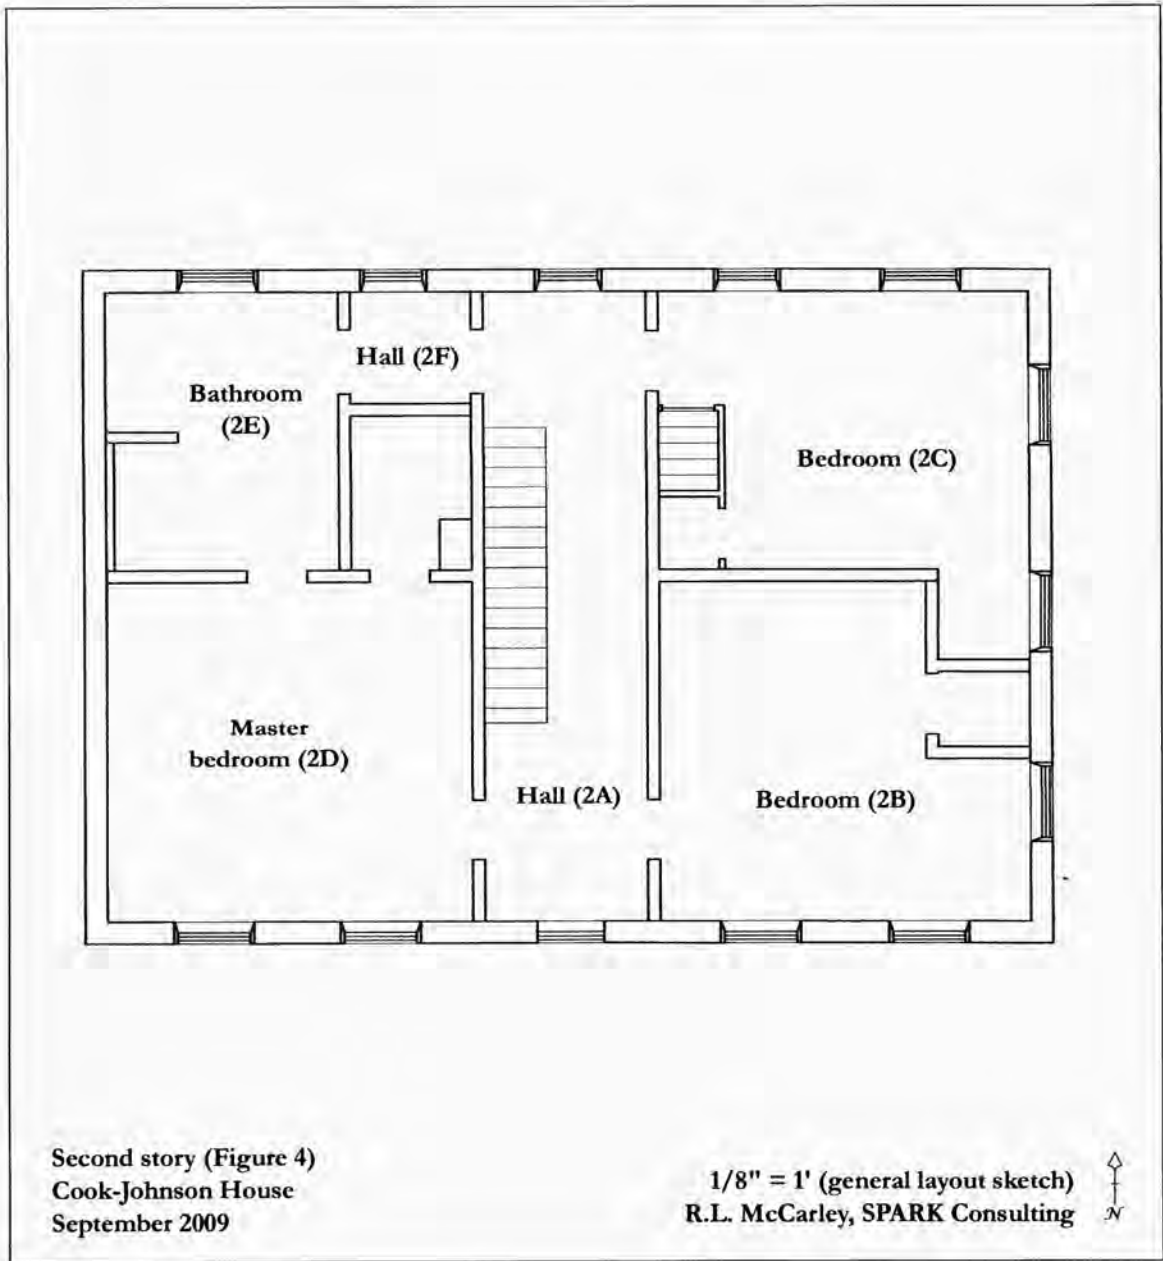 Hall (2F)
Bathroom
(2E)
Bedroom (2C)
Master
bedroom (2D)
Hall (2A)
Bedroom (2B)
Second story (Figure 4)
Cook-Johnson House
September 2009
1/8" = 1' (general layout sketch)
R.L. McCarley, SPARK Consulting
N